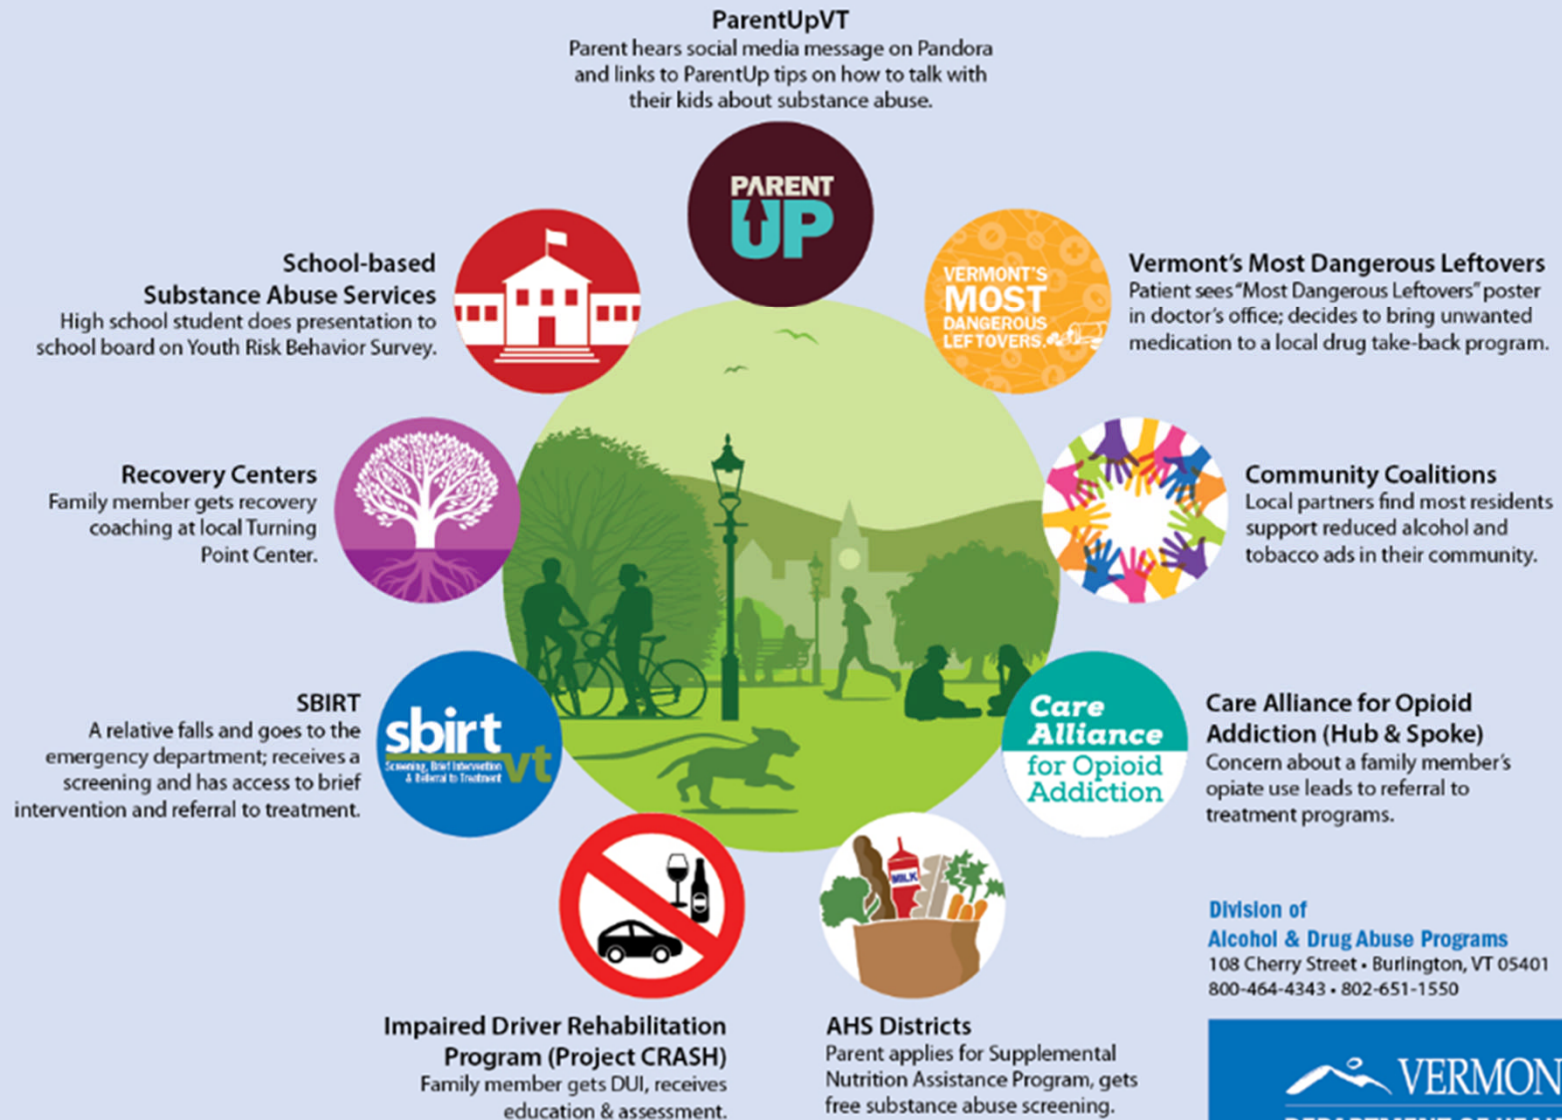 ParentUpVT
Parent hears social media message on Pandora
and links to ParentUp tips on how to talk with
their kids about substance abuse.
PARENT
UP
School-based
Substance Abuse Services
High school student does presentation to
school board on Youth Risk Behavior Survey.
VERMONT'S
MOST
DANGEROUS
LEFTOVERS.
Vermont's Most Dangerous Leftovers
Patient sees "Most Dangerous Leftovers" poster
in doctor's office; decides to bring unwanted
medication to a local drug take-back program.
Recovery Centers
Family member gets recovery
coaching at local Turning
Point Center.
Community Coalitions
Local partners find most residents
support reduced alcohol and
tobacco ads in their community.
SBIRT
A relative falls and goes to the
emergency department; receives a
screening and has access to brief
intervention and referral to treatment.
sbirt
Screening, Brief Intervention
& Referral to Treatment
vt
Care
Alliance
for Opioid
Addiction
Care Alliance for Opioid
Addiction (Hub & Spoke)
Concern about a family member's
opiate use leads to referral to
treatment programs.
MILK
Impaired Driver Rehabilitation
Program (Project CRASH)
Family member gets DUI, receives
education & assessment.
AHS Districts
Parent applies for Supplemental
Nutrition Assistance Program, gets
free substance abuse screening.
Division of
Alcohol & Drug Abuse Programs
108 Cherry Street • Burlington, VT 05401
800-464-4343 • 802-651-1550
VERMON